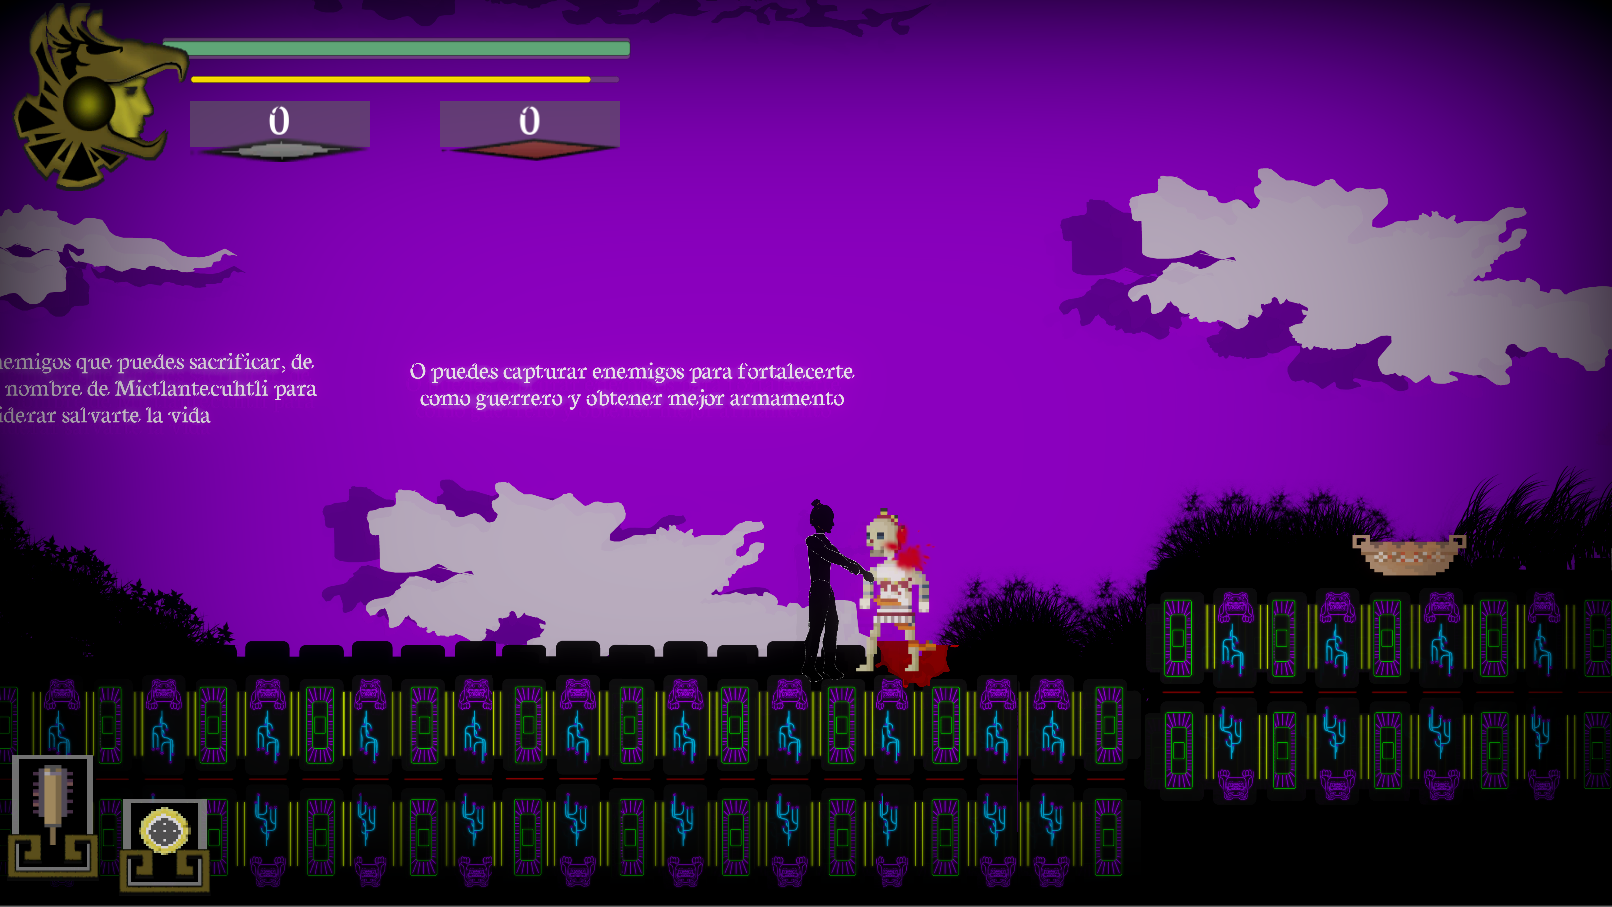 0
0
nemigos que puedes sacrificar, de
nombre de Mictlantecuhtli para
iderar salvarte la vida
O puedes capturar enemigos para fortalecerte
como guerrero y obtener mejor armamento